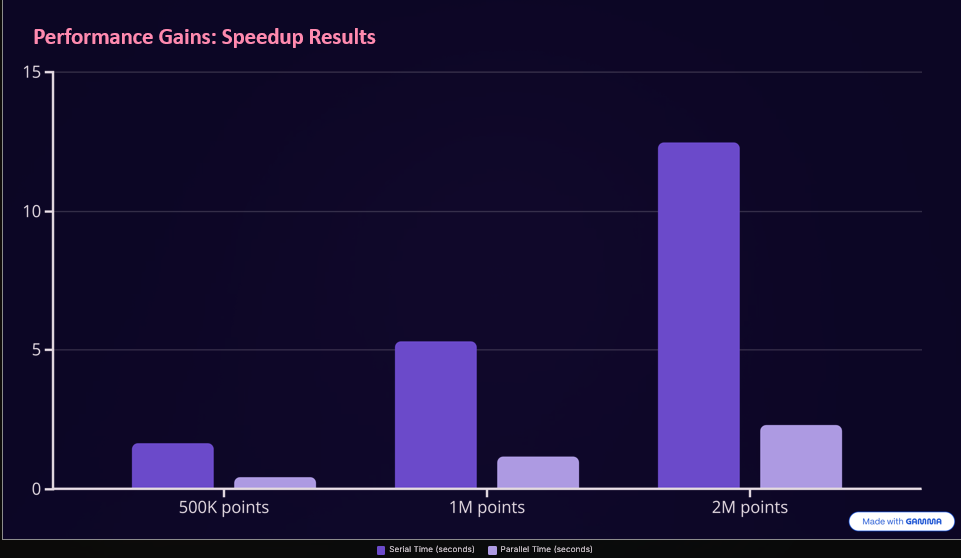 Performance Gains: Speedup Results
15
10
5
0
500K points
1M points
2M points
Made with GAMMA
Serial Time (seconds)
Parallel Time (seconds)